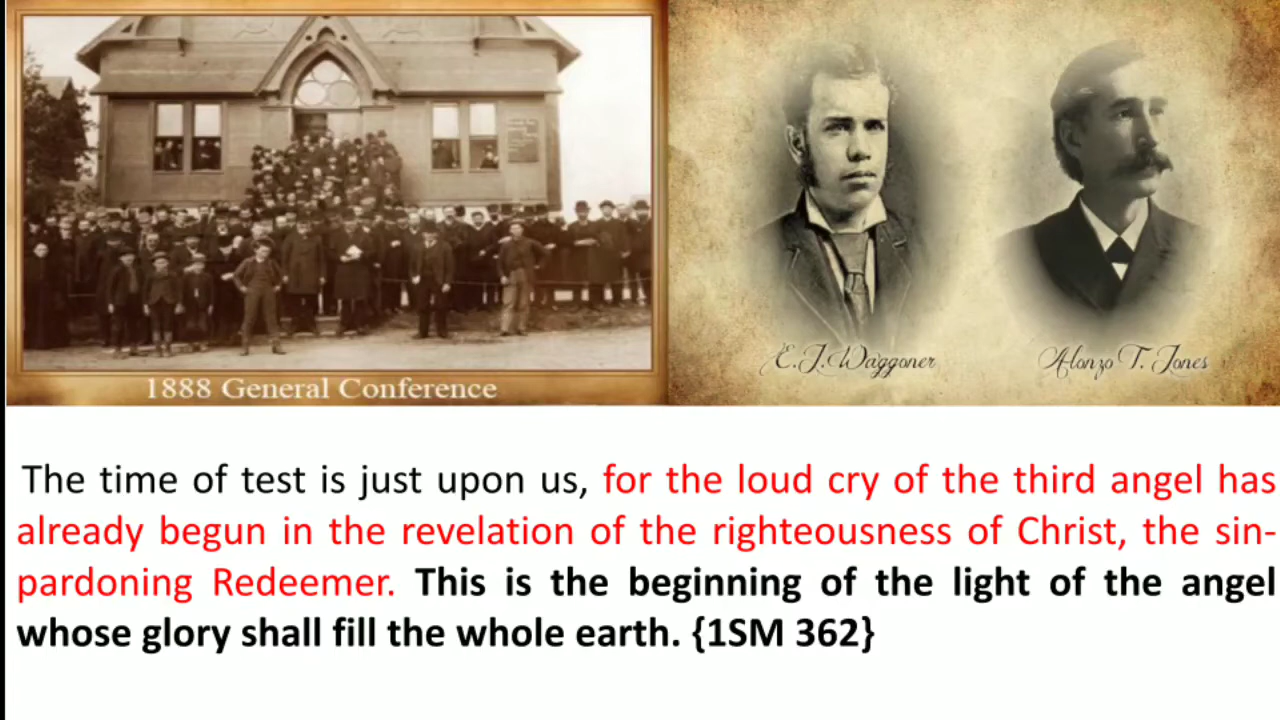 1888 General Conference
E.J. Waggoner
Alonzo T. Jones
The time of test is just upon us, for the loud cry of the third angel has
already begun in the revelation of the righteousness of Christ, the sin-
pardoning Redeemer. This is the beginning of the light of the angel
whose glory shall fill the whole earth. {1SM 362}